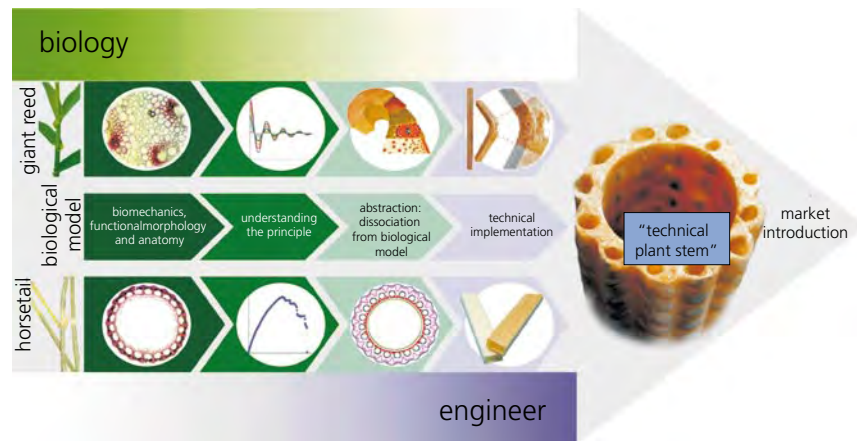 biology
giant reed
biological
model
horsetail
biomechanics,
functionalmorphology
and anatomy
understanding
the principle
abstraction:
dissociation
from biological
model
technical
implementation
"technical
plant stem"
market
introduction
engineer